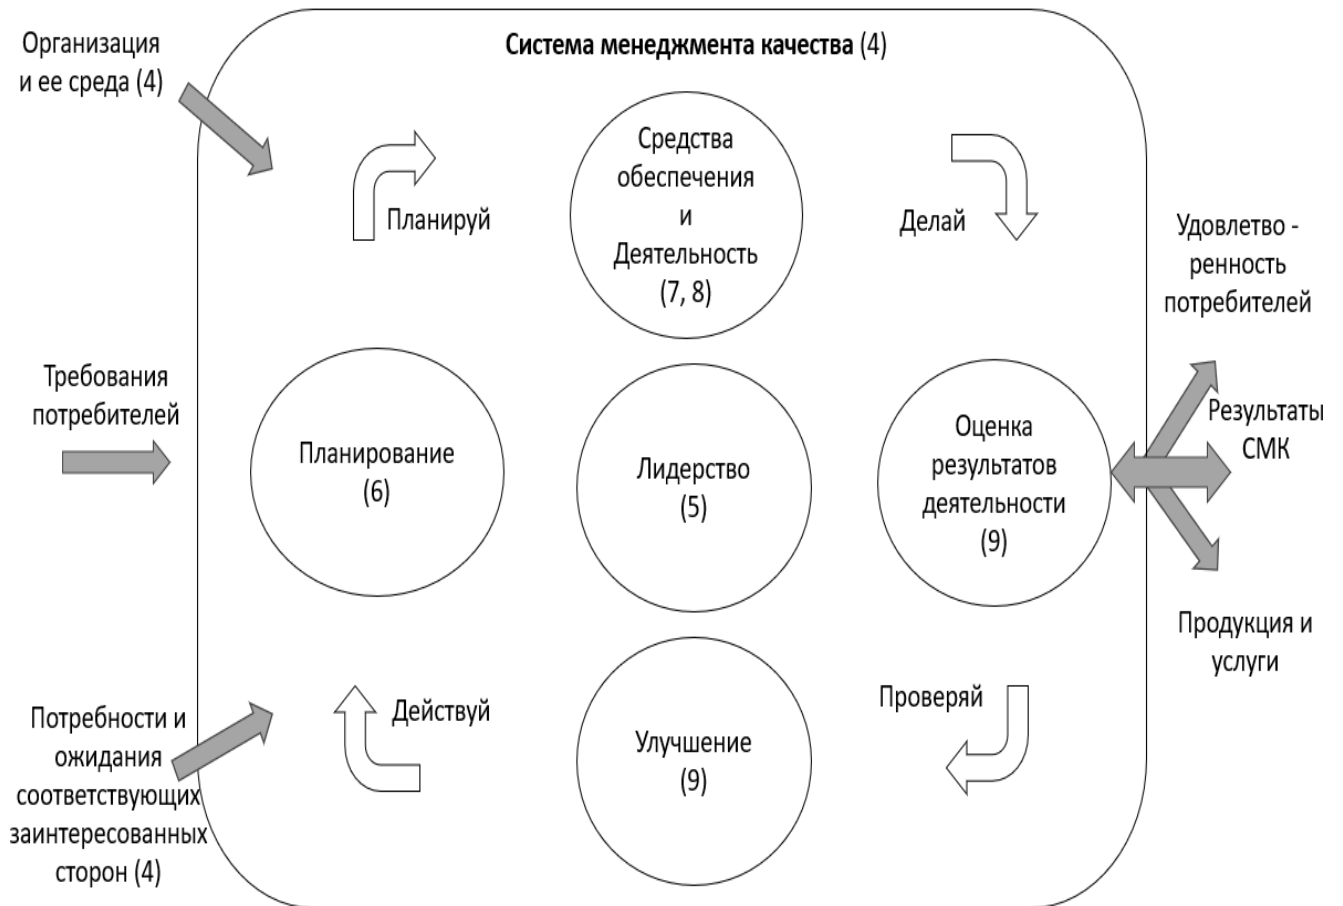 Система менеджмента качества (4)
Организация
и ее среда (4)
Средства
обеспечения
и
Деятельность
(7, 8)
Планируй
Делай
Удовлетво -
ренность
потребителей
Требования
потребителей
Планирование
(6)
Лидерство
(5)
Оценка
результатов
деятельности
(9)
Результаты
СМК
Продукция и
услуги
Потребности и
ожидания
соответствующих
заинтересованных
сторон (4)
Действуй
Улучшение
(9)
Проверяй